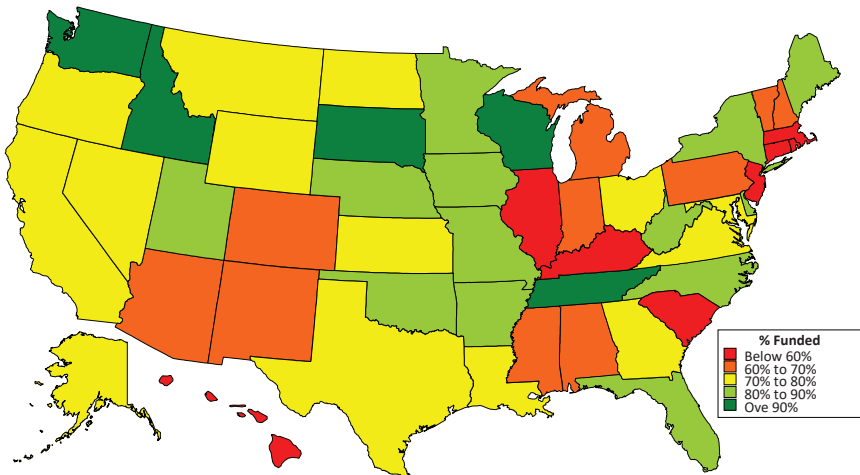 % Funded
Below 60%
60% to 70%
70% to 80%
80% to 90%
Ove 90%